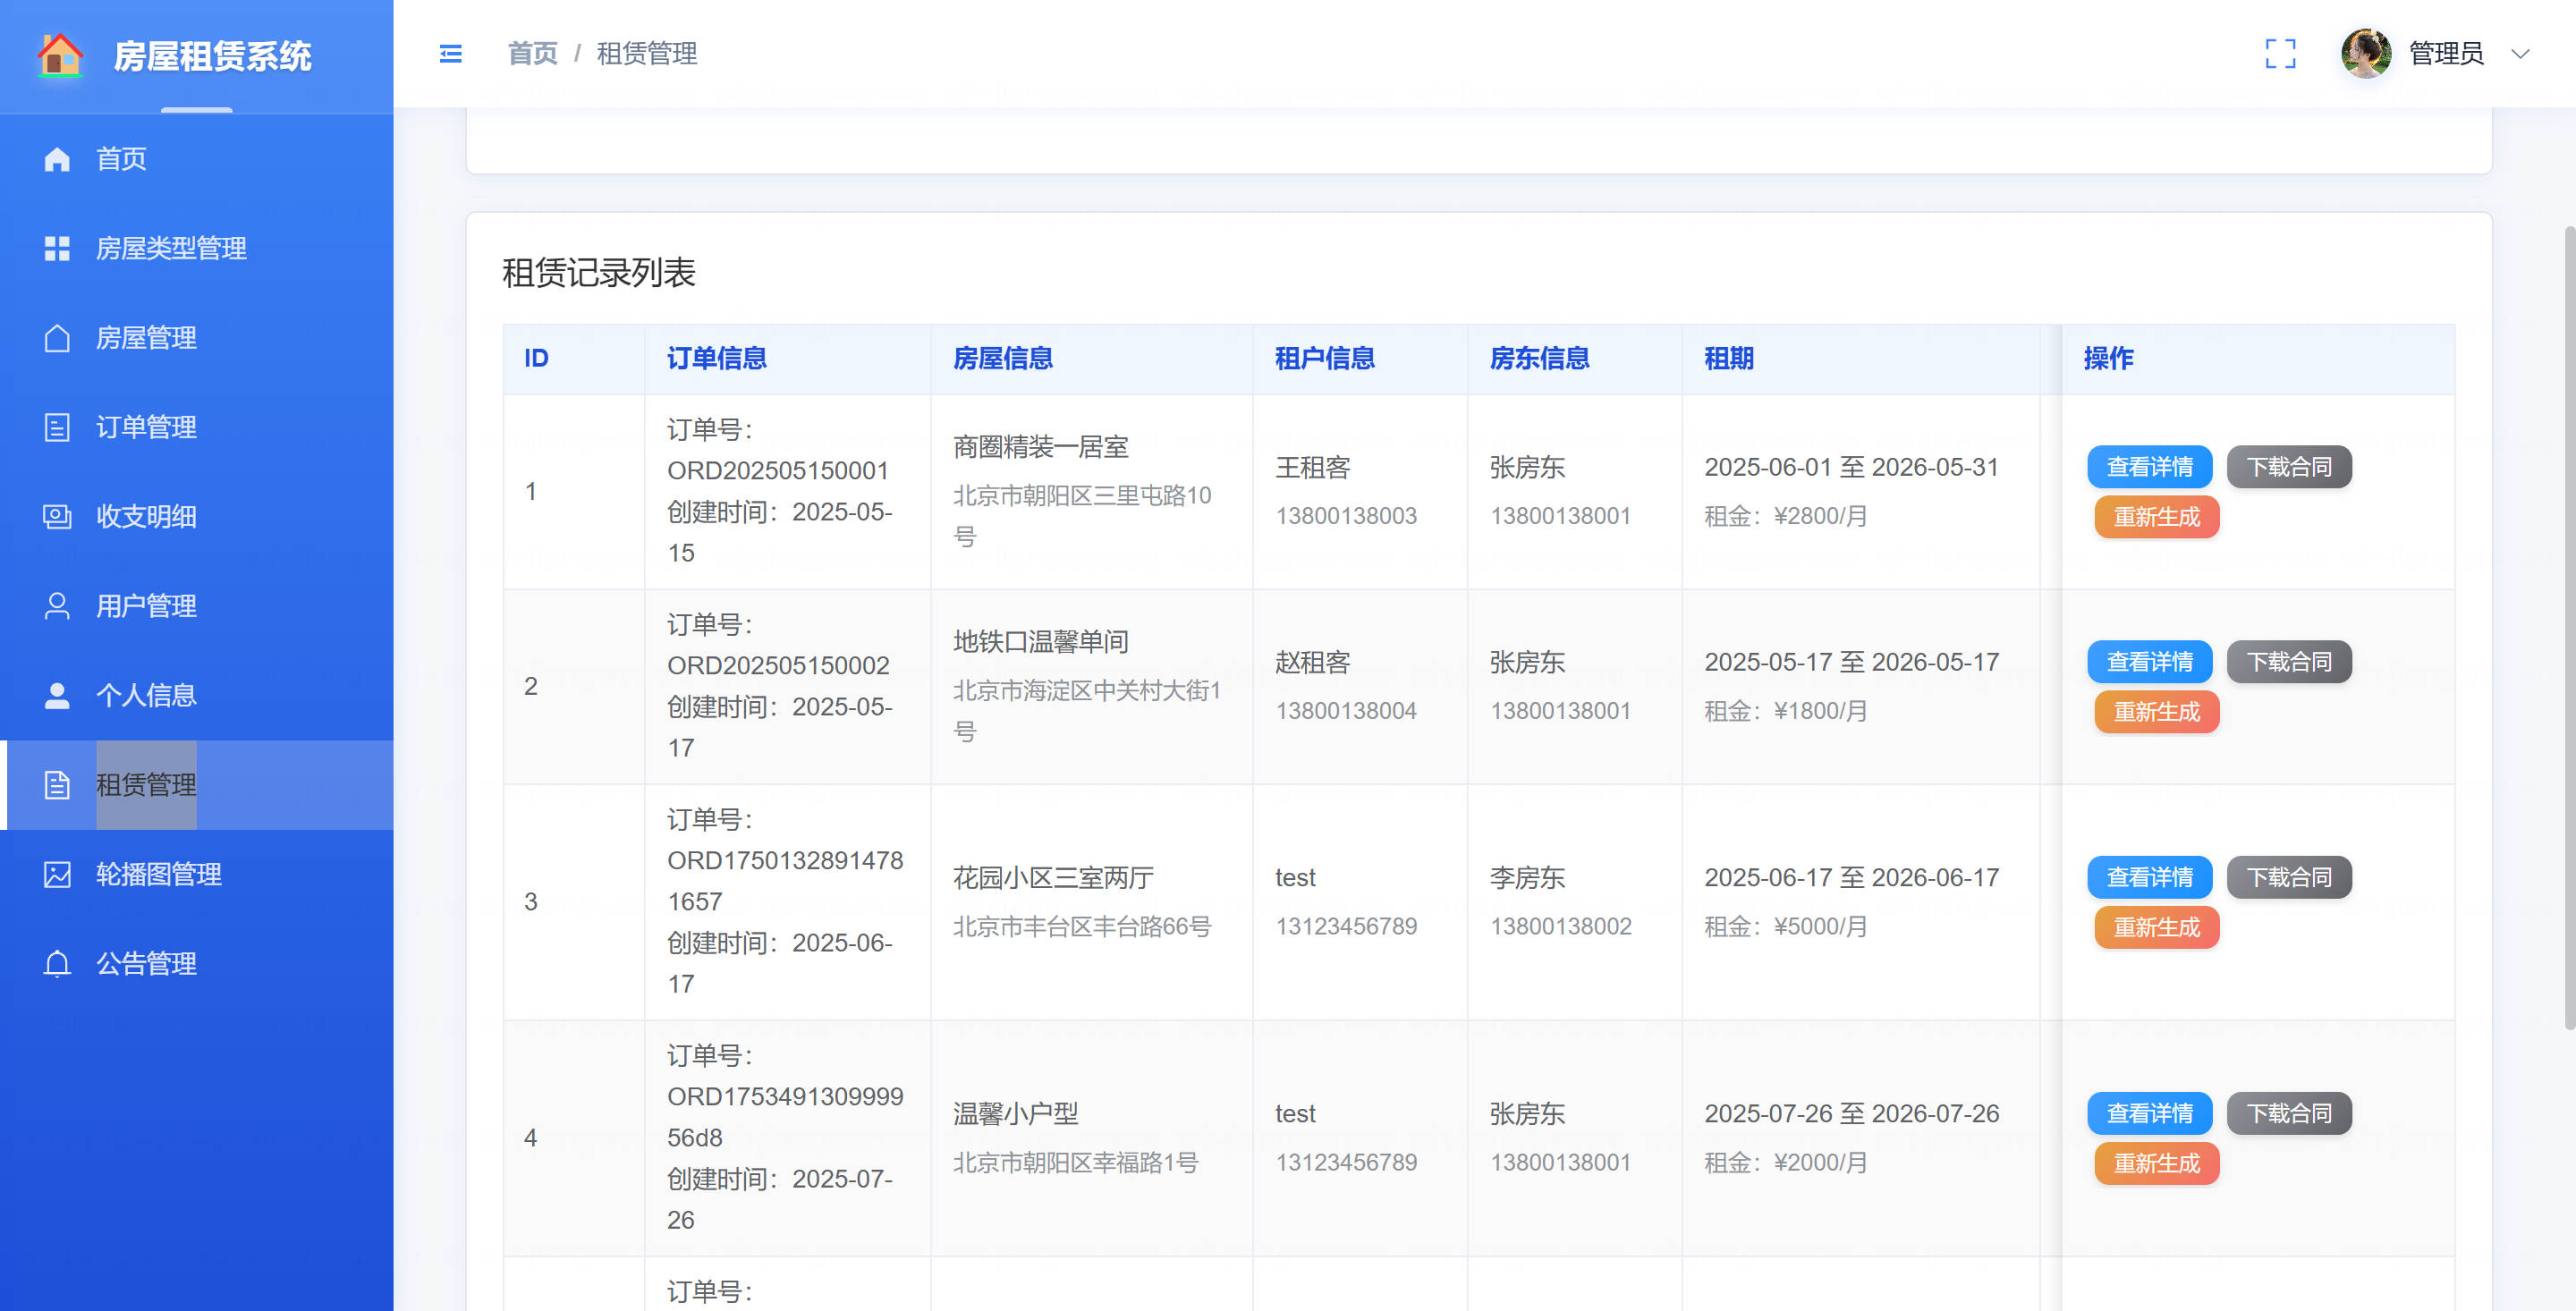 房屋租赁系统
首页 / 租赁管理
管理员
首页
房屋类型管理
房屋管理
订单管理
收支明细
用户管理
个人信息
租赁管理
轮播图管理
公告管理
租赁记录列表
ID 订单信息 房屋信息 租户信息 房东信息 租期 操作
1
订单号：
ORD202505150001
创建时间：2025-05-
15
商圈精装一居室
北京市朝阳区三里屯路10
号
王租客
13800138003
张房东
13800138001
2025-06-01 至 2026-05-31
租金：¥2800/月
查看详情 下载合同
重新生成
2
订单号：
ORD202505150002
创建时间：2025-05-
17
地铁口温馨单间
北京市海淀区中关村大街1
号
赵租客
13800138004
张房东
13800138001
2025-05-17 至 2026-05-17
租金：¥1800/月
查看详情 下载合同
重新生成
3
订单号：
ORD1750132891478
1657
创建时间：2025-06-
17
花园小区三室两厅
北京市丰台区丰台路66号
test
13123456789
李房东
13800138002
2025-06-17 至 2026-06-17
租金：¥5000/月
查看详情 下载合同
重新生成
4
订单号：
ORD1753491309999
56d8
创建时间：2025-07-
26
温馨小户型
北京市朝阳区幸福路1号
test
13123456789
张房东
13800138001
2025-07-26 至 2026-07-26
租金：¥2000/月
查看详情 下载合同
重新生成
订单号：